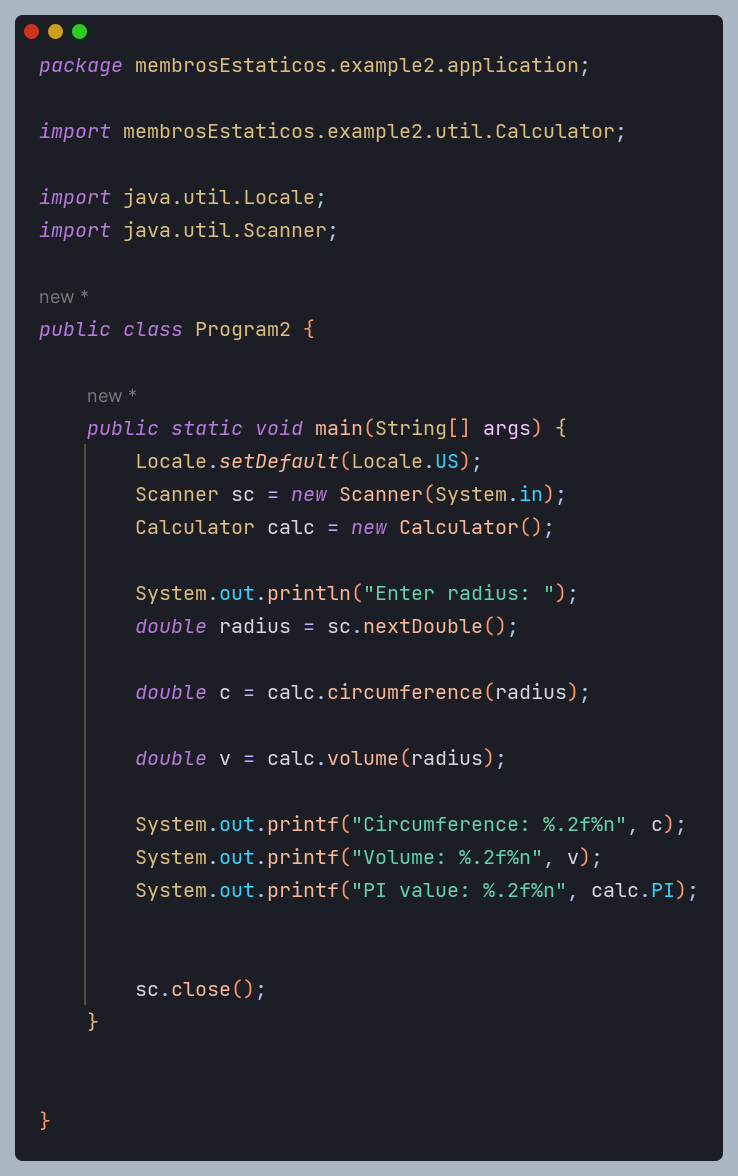 package membrosEstaticos.example2.application;
import membrosEstaticos.example2.util.Calculator;
import java.util.Locale;
import java.util.Scanner;
new *
public class Program2 {
new *
public static void main(String[] args) {
Locale.setDefault(Locale.US);
Scanner sc = new Scanner(System.in);
Calculator calc = new Calculator();
System.out.println("Enter radius: ");
double radius = sc.nextDouble();
double c = calc.circumference(radius);
double v = calc.volume(radius);
System.out.printf("Circumference: %.2f%n", c);
System.out.printf("Volume: %.2f%n", v);
System.out.printf("PI value: %.2f%n", calc.PI);
sc.close();
}
}